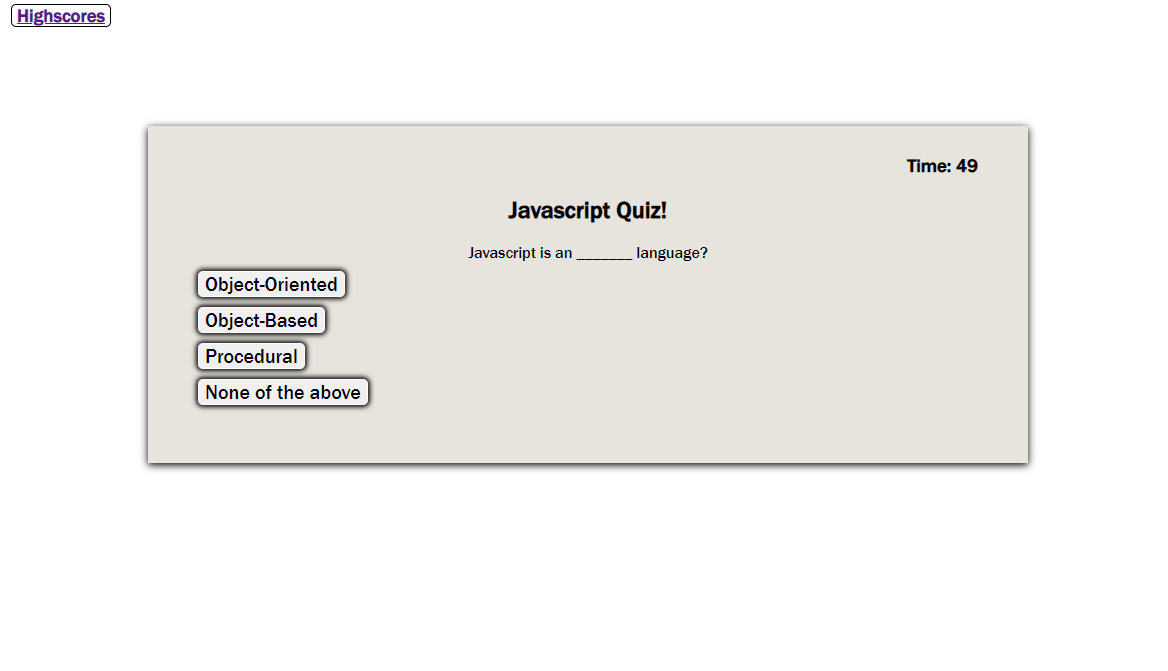 Highscores
Time: 49
Javascript Quiz!
Javascript is an _______ language?
Object-Oriented
Object-Based
Procedural
None of the above